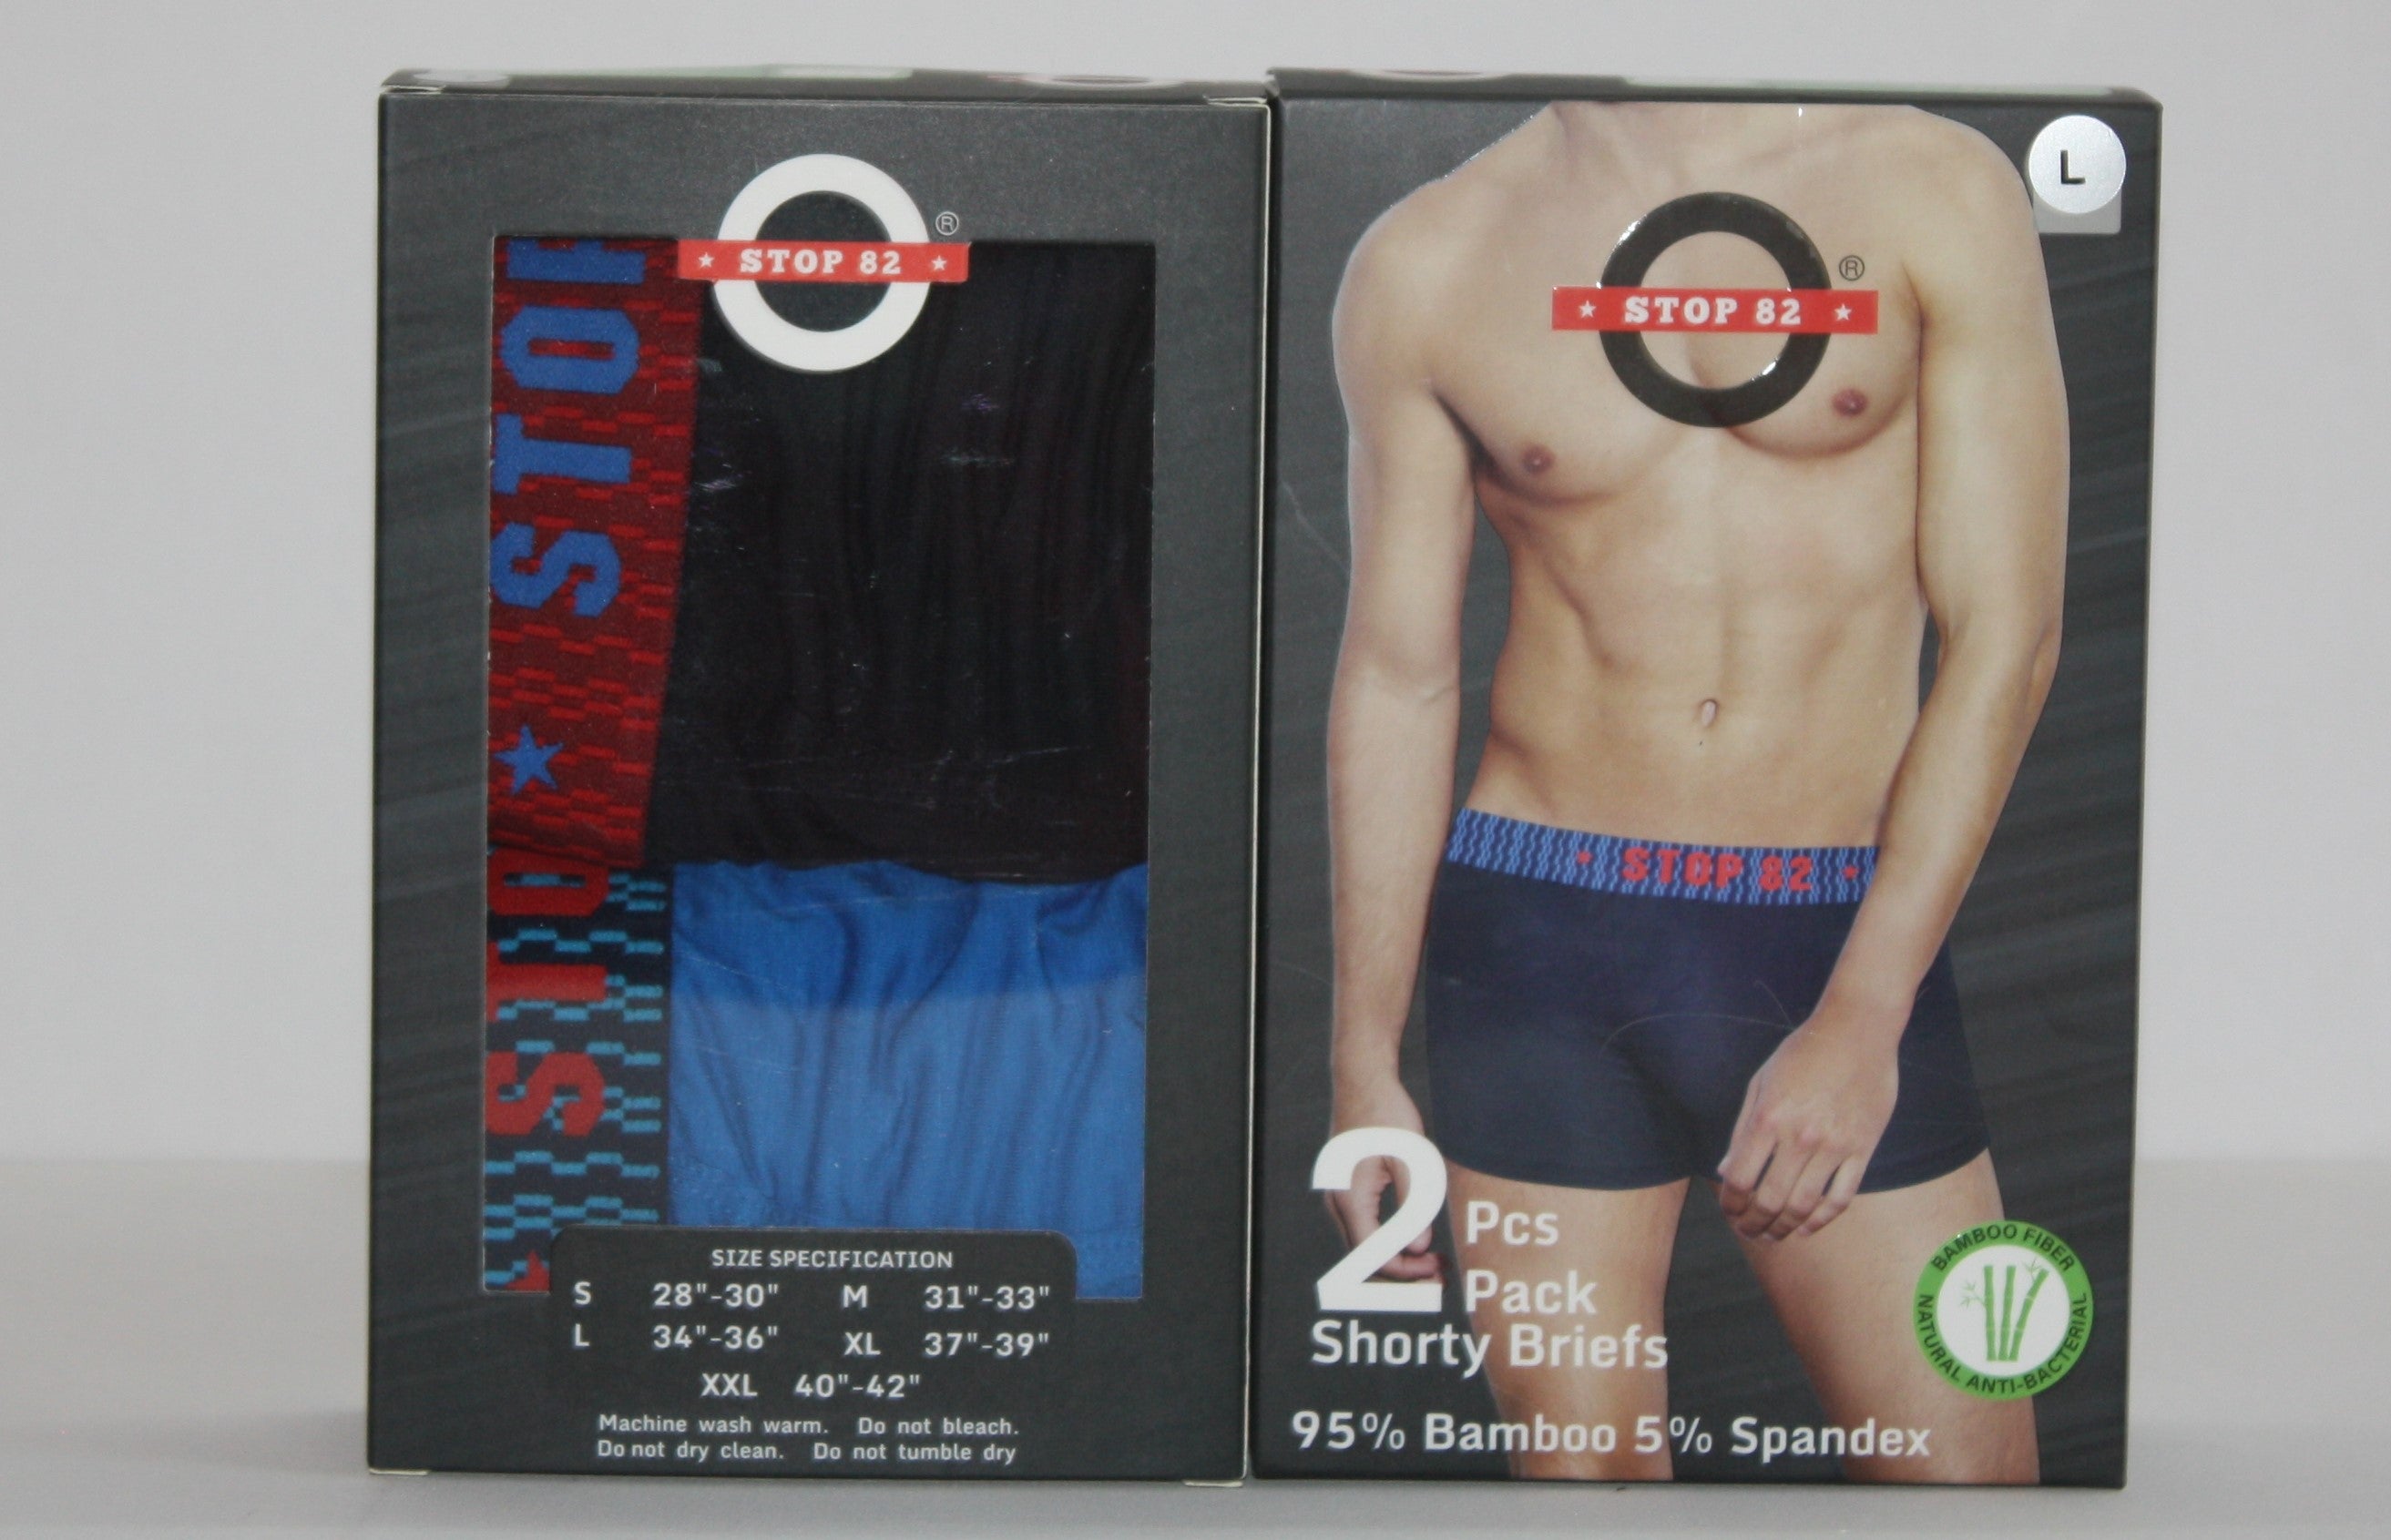 ®
★ STOP 82 ★
STOP
★
STO
SIZE SPECIFICATION
S 28"-30" M 31"-33"
L 34"-36" XL 37"-39"
XXL 40"-42"
Machine wash warm. Do not bleach.
Do not dry clean. Do not tumble dry
L
®
★ STOP 82 ★
★ STOP 82 ★
2 Pcs
Pack
Shorty Briefs
95% Bamboo 5% Spandex
BAMBOO FIBER
NATURAL ANTI-BACTERIAL